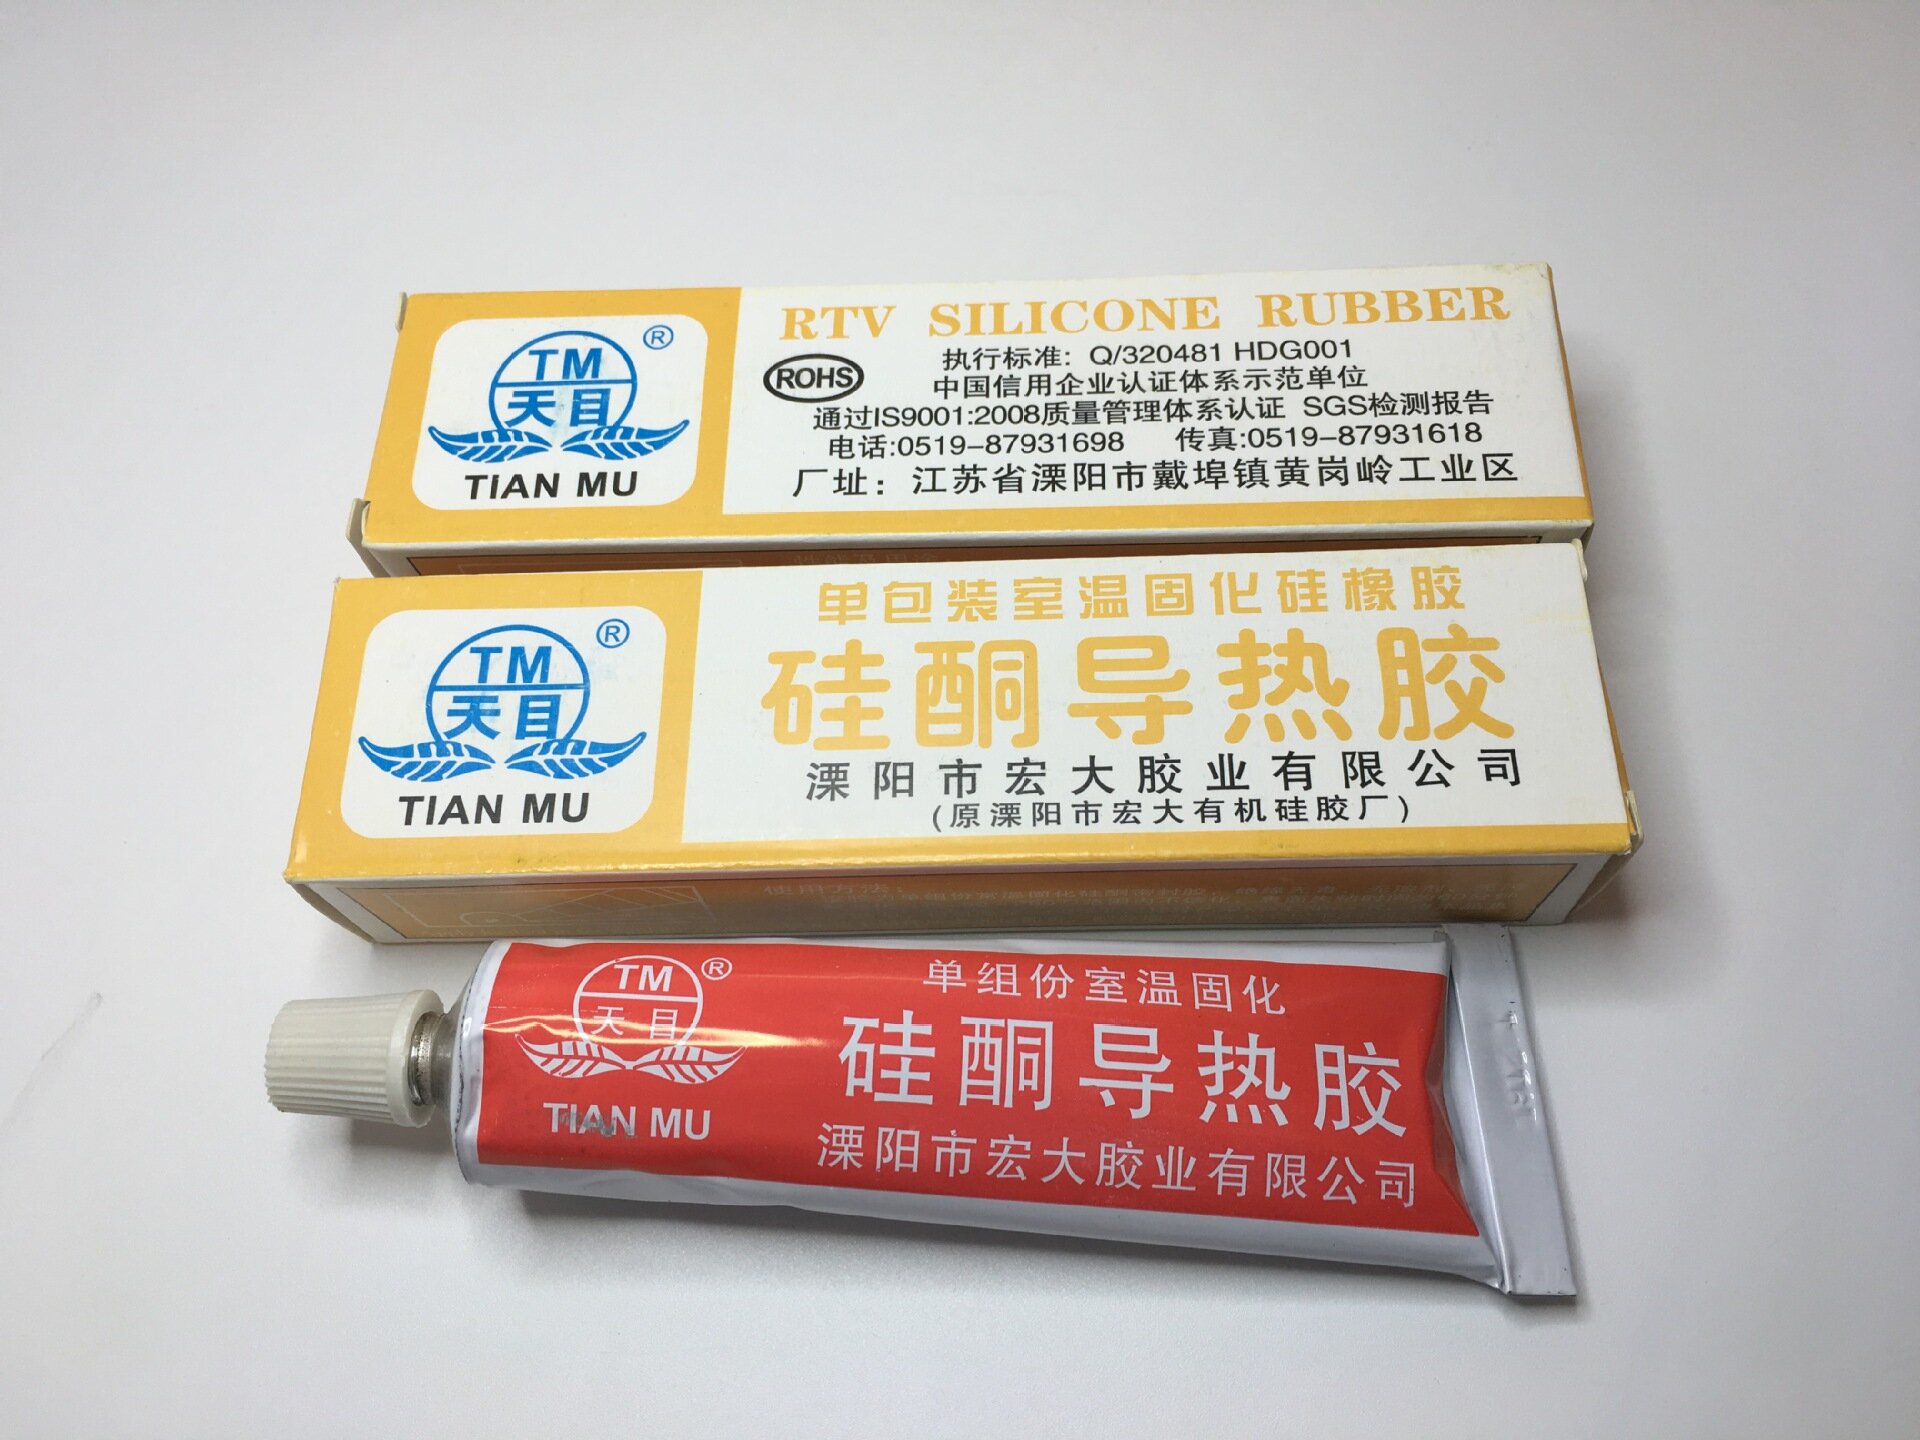 TM
天目
®
TIAN MU
RTV SILICONE RUBBER
ROHS
执行标准: Q/320481 HDG001
中国信用企业认证体系示范单位
通过IS9001:2008质量管理体系认证 SGS检测报告
电话:0519-87931698 传真:0519-87931618
厂址: 江苏省溧阳市戴埠镇黄岗岭工业区
TM
天目
®
TIAN MU
单包装室温固化硅橡胶
硅酮导热胶
溧阳市宏大胶业有限公司
(原溧阳市宏大有机硅胶厂)
使用方法:
TM
天目
®
TIAN MU
单组份室温固化
硅酮导热胶
溧阳市宏大胶业有限公司